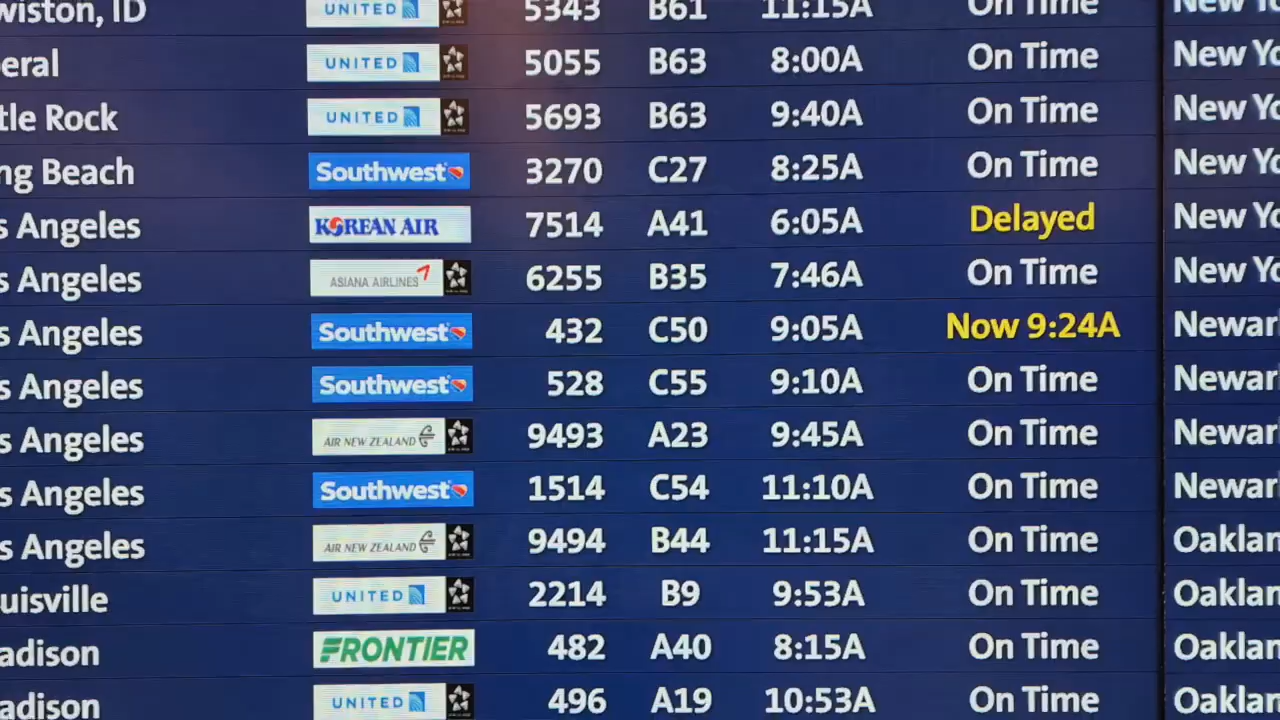 wiston, ID UNITED 5343 B61 11:15A On Time New Yo
eral UNITED 5055 B63 8:00A On Time New Yo
tle Rock UNITED 5693 B63 9:40A On Time New Yo
ng Beach Southwest 3270 C27 8:25A On Time New Yo
s Angeles KOREAN AIR 7514 A41 6:05A Delayed New Yo
s Angeles ASIANA AIRLINES 6255 B35 7:46A On Time New Yo
s Angeles Southwest 432 C50 9:05A Now 9:24A Newar
s Angeles Southwest 528 C55 9:10A On Time Newar
s Angeles AIR NEW ZEALAND 9493 A23 9:45A On Time Newar
s Angeles Southwest 1514 C54 11:10A On Time Newar
s Angeles AIR NEW ZEALAND 9494 B44 11:15A On Time Oaklan
uisville UNITED 2214 B9 9:53A On Time Oaklan
adison FRONTIER 482 A40 8:15A On Time Oaklan
adison UNITED 496 A19 10:53A On Time Oaklan